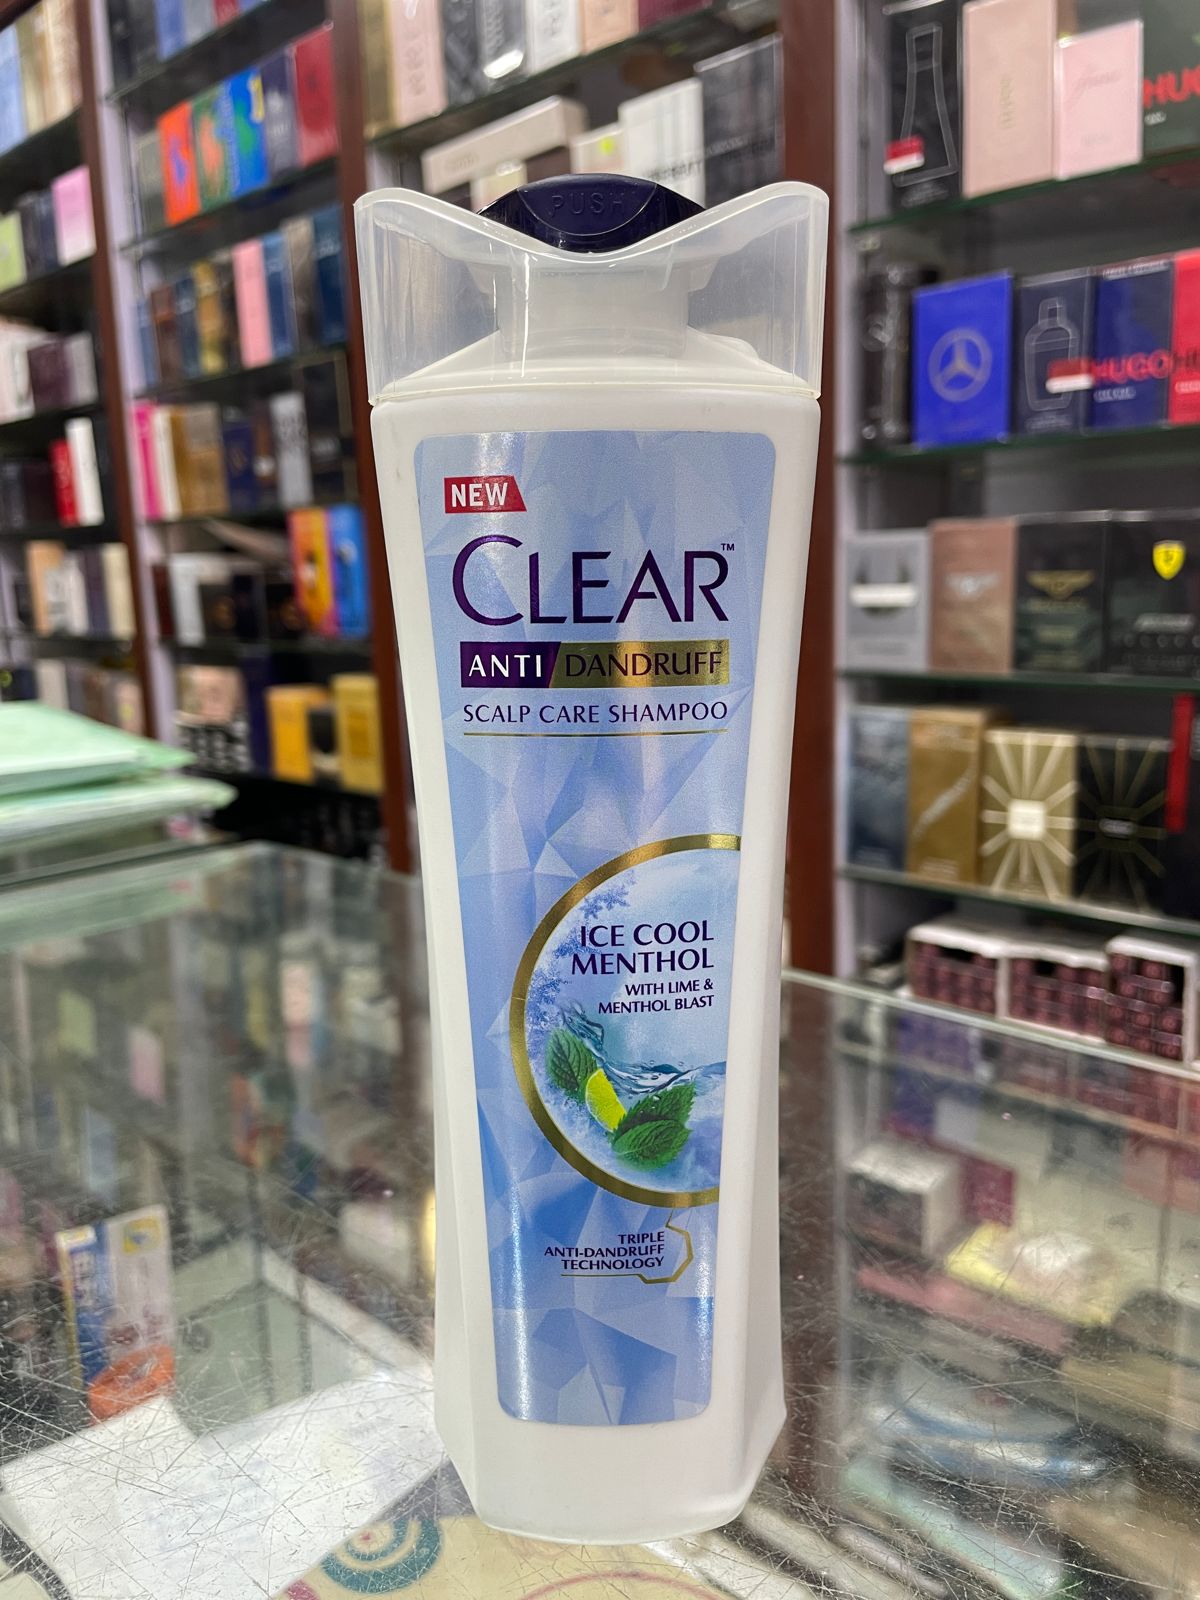 PUSH
NEW
CLEAR™
ANTI DANDRUFF
SCALP CARE SHAMPOO
ICE COOL
MENTHOL
WITH LIME &
MENTHOL BLAST
TRIPLE
ANTI-DANDRUFF
TECHNOLOGY
HUGO